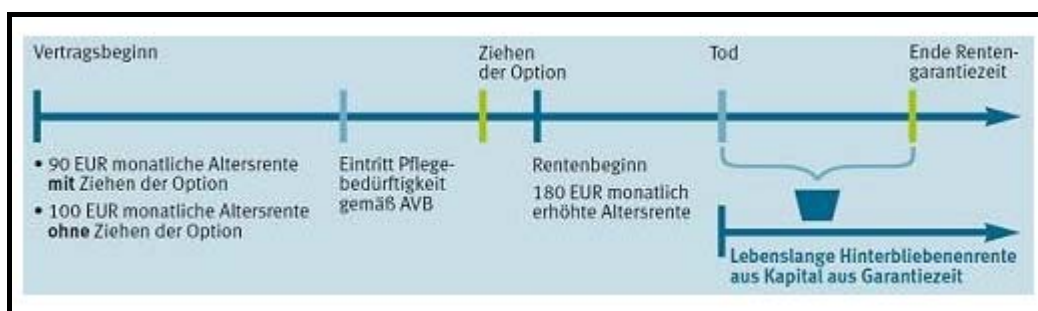 Vertragsbeginn
Ziehen
der Option
Tod
Ende Renten-
garantiezeit
• 90 EUR monatliche Altersrente
mit Ziehen der Option
• 100 EUR monatliche Altersrente
ohne Ziehen der Option
Eintritt Pflege-
bedürftigkeit
gemäß AVB
Rentenbeginn
180 EUR monatlich
erhöhte Altersrente
Lebenslange Hinterbliebenenrente
aus Kapital aus Garantiezeit